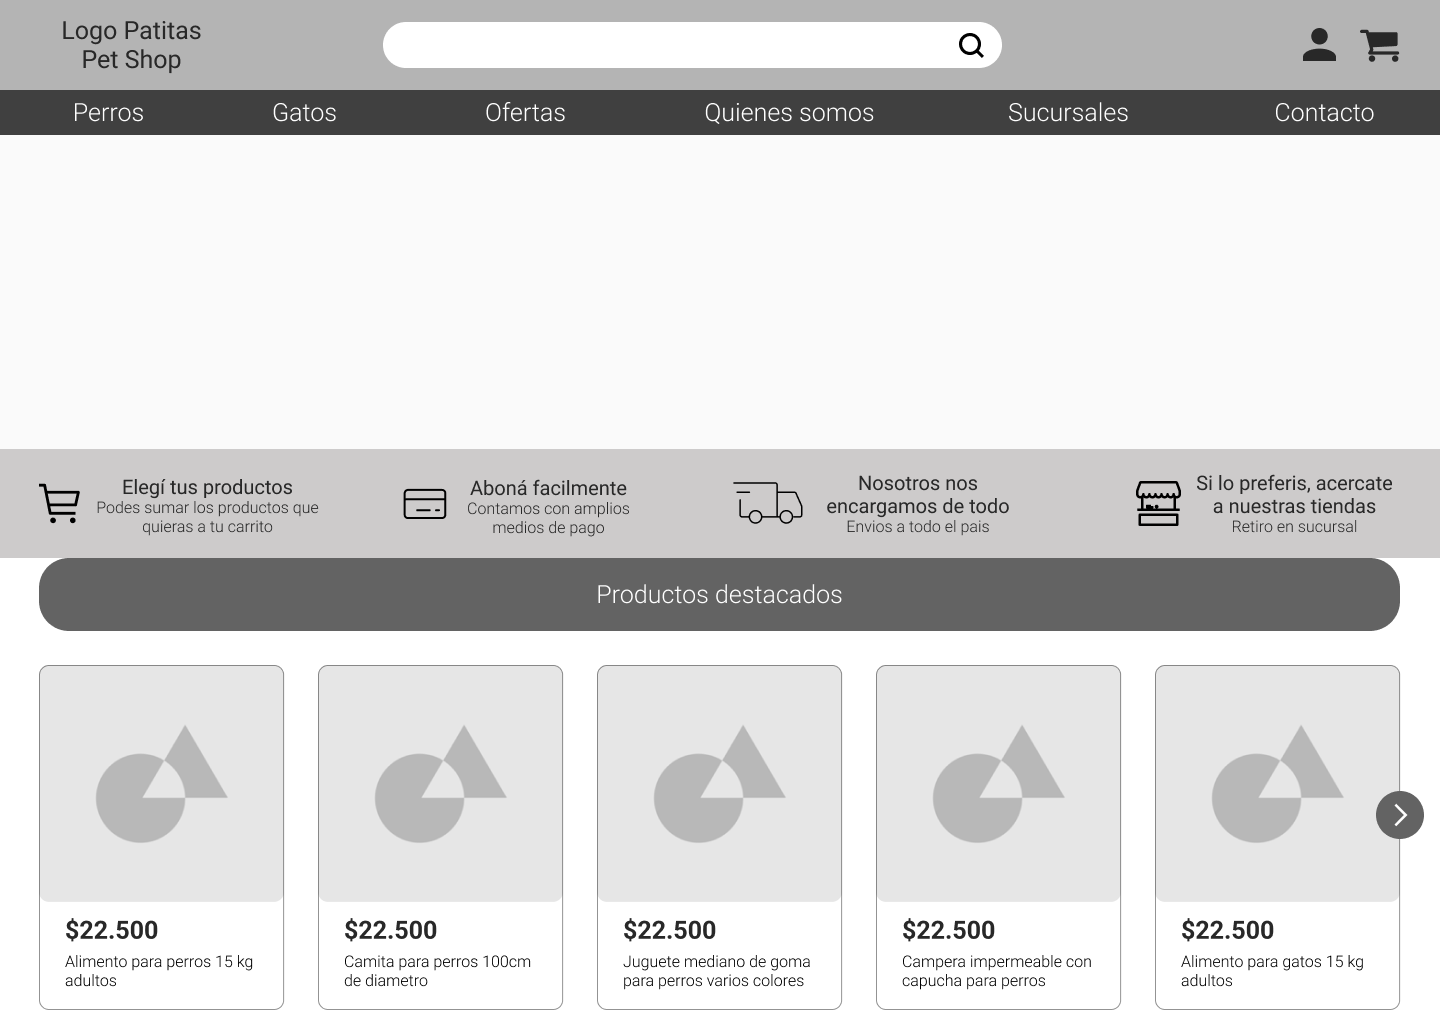 Logo Patitas
Pet Shop
Perros
Gatos
Ofertas
Quienes somos
Sucursales
Contacto
Elegí tus productos
Podes sumar los productos que
quieras a tu carrito
Aboná facilmente
Contamos con amplios
medios de pago
Nosotros nos
encargamos de todo
Envios a todo el pais
Si lo preferis, acercate
a nuestras tiendas
Retiro en sucursal
Productos destacados
$22.500
Alimento para perros 15 kg
adultos
$22.500
Camita para perros 100cm
de diametro
$22.500
Juguete mediano de goma
para perros varios colores
$22.500
Campera impermeable con
capucha para perros
$22.500
Alimento para gatos 15 kg
adultos